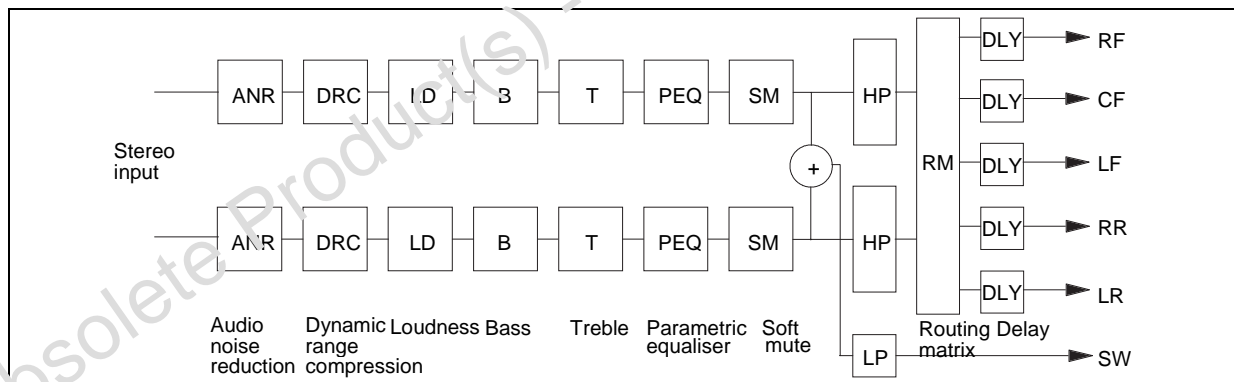 Obsolete Product(s)
DLY RF
ANR DRC LD B T PEQ SM HP DLY CF
Stereo
input
+ RM DLY LF
ANR DRC LD B T PEQ SM HP DLY RR
DLY LR
Audio
noise
reduction
Dynamic
range
compression
Loudness
Bass
Treble
Parametric
equaliser
Soft
mute
Routing
matrix
Delay
LP SW